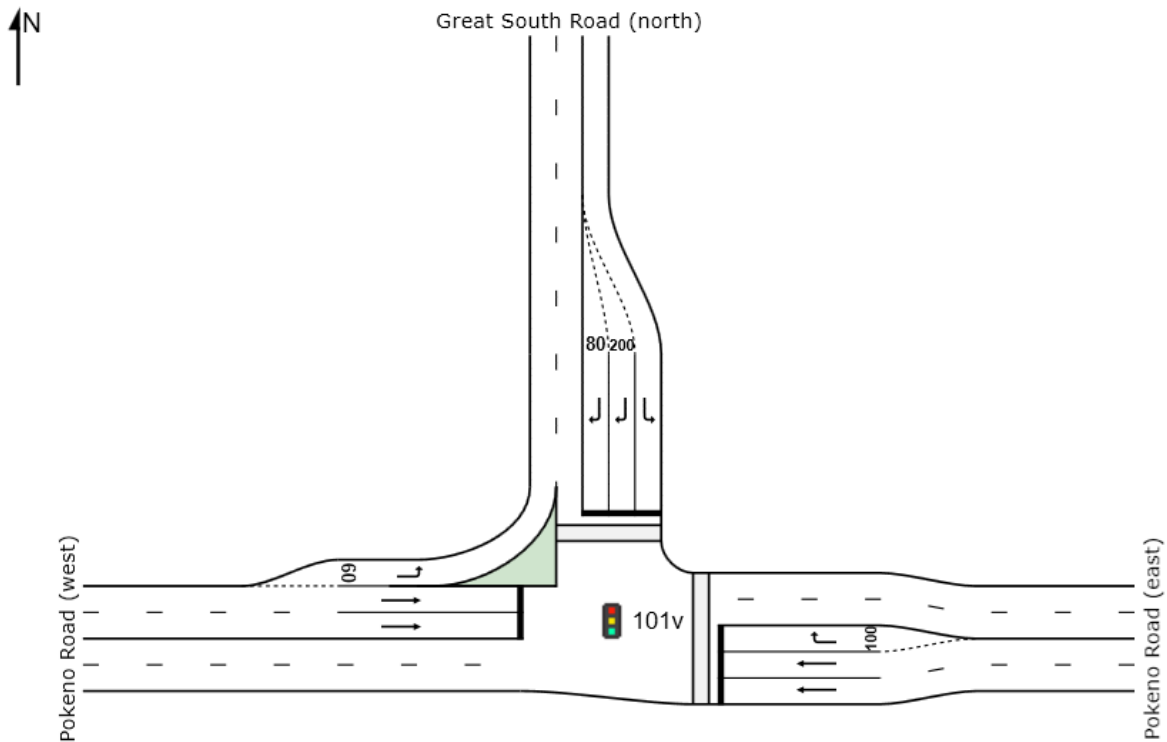 N
Great South Road (north)
80 200
60
Pokeno Road (west)
101v
100
Pokeno Road (east)